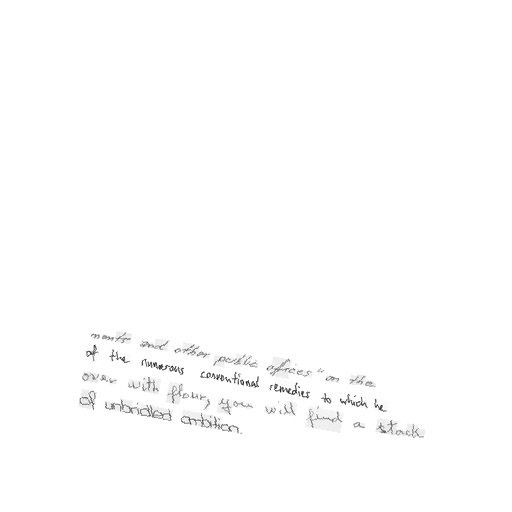 ments and other public offices" on the
of the numerous conventional remedies to which he
over with flour, you will find a stack
of unbridled ambition.